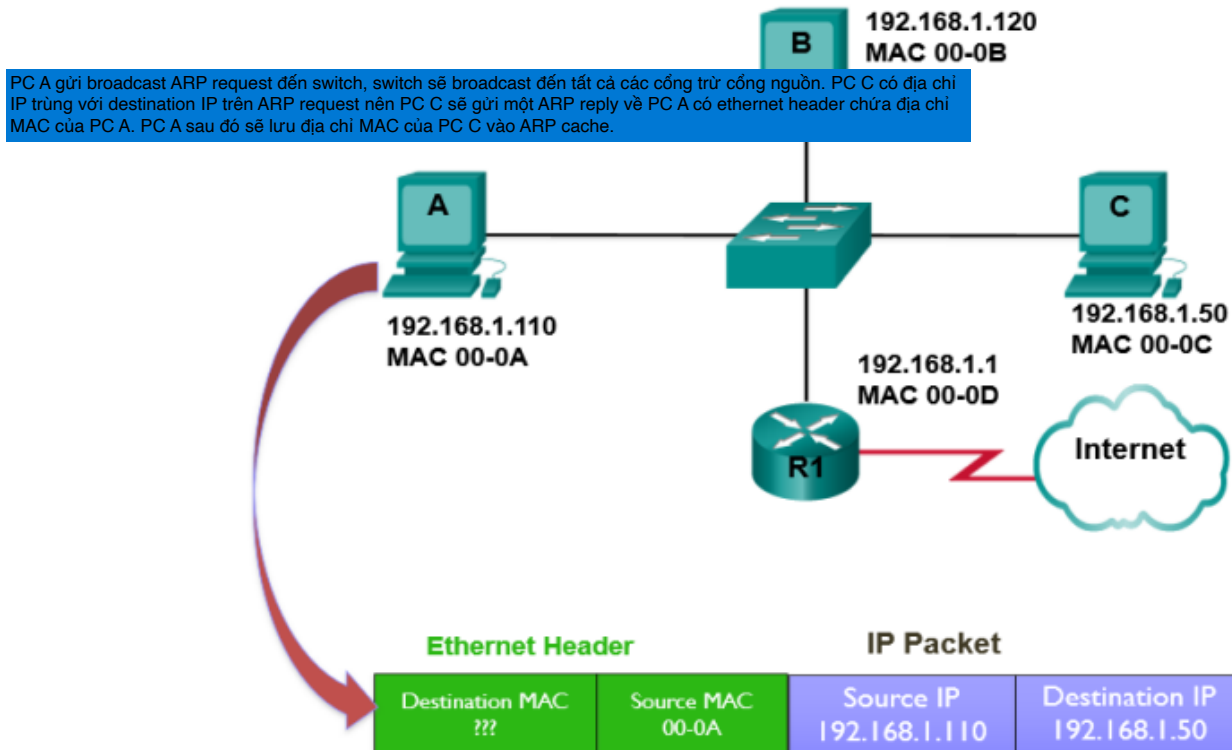 192.168.1.120
B
MAC 00-0B
PC A gửi broadcast ARP request đến switch, switch sẽ broadcast đến tất cả các cổng trừ cổng nguồn. PC C có địa chỉ
IP trùng với destination IP trên ARP request nên PC C sẽ gửi một ARP reply về PC A có ethernet header chứa địa chỉ
MAC của PC A. PC A sau đó sẽ lưu địa chỉ MAC của PC C vào ARP cache.
A
C
192.168.1.110
MAC 00-0A
192.168.1.50
MAC 00-0C
192.168.1.1
MAC 00-0D
R1
Internet
Ethernet Header
IP Packet
Destination MAC
???
Source MAC
00-0A
Source IP
192.168.1.110
Destination IP
192.168.1.50